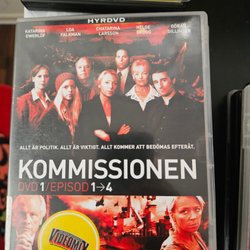 HYRDVD
KATARINA EWERLÖF
LOA FALKMAN
CHATARINA LARSSON
HELGE SKOOG
GÖRAN GILLINGER
ALLT ÄR POLITIK. ALLT ÄR VIKTIGT. ALLT KOMMER ATT BEDÖMAS EFTERÅT.
KOMMISSIONEN
DVD 1/EPISOD 1→4
VIDEOMIX